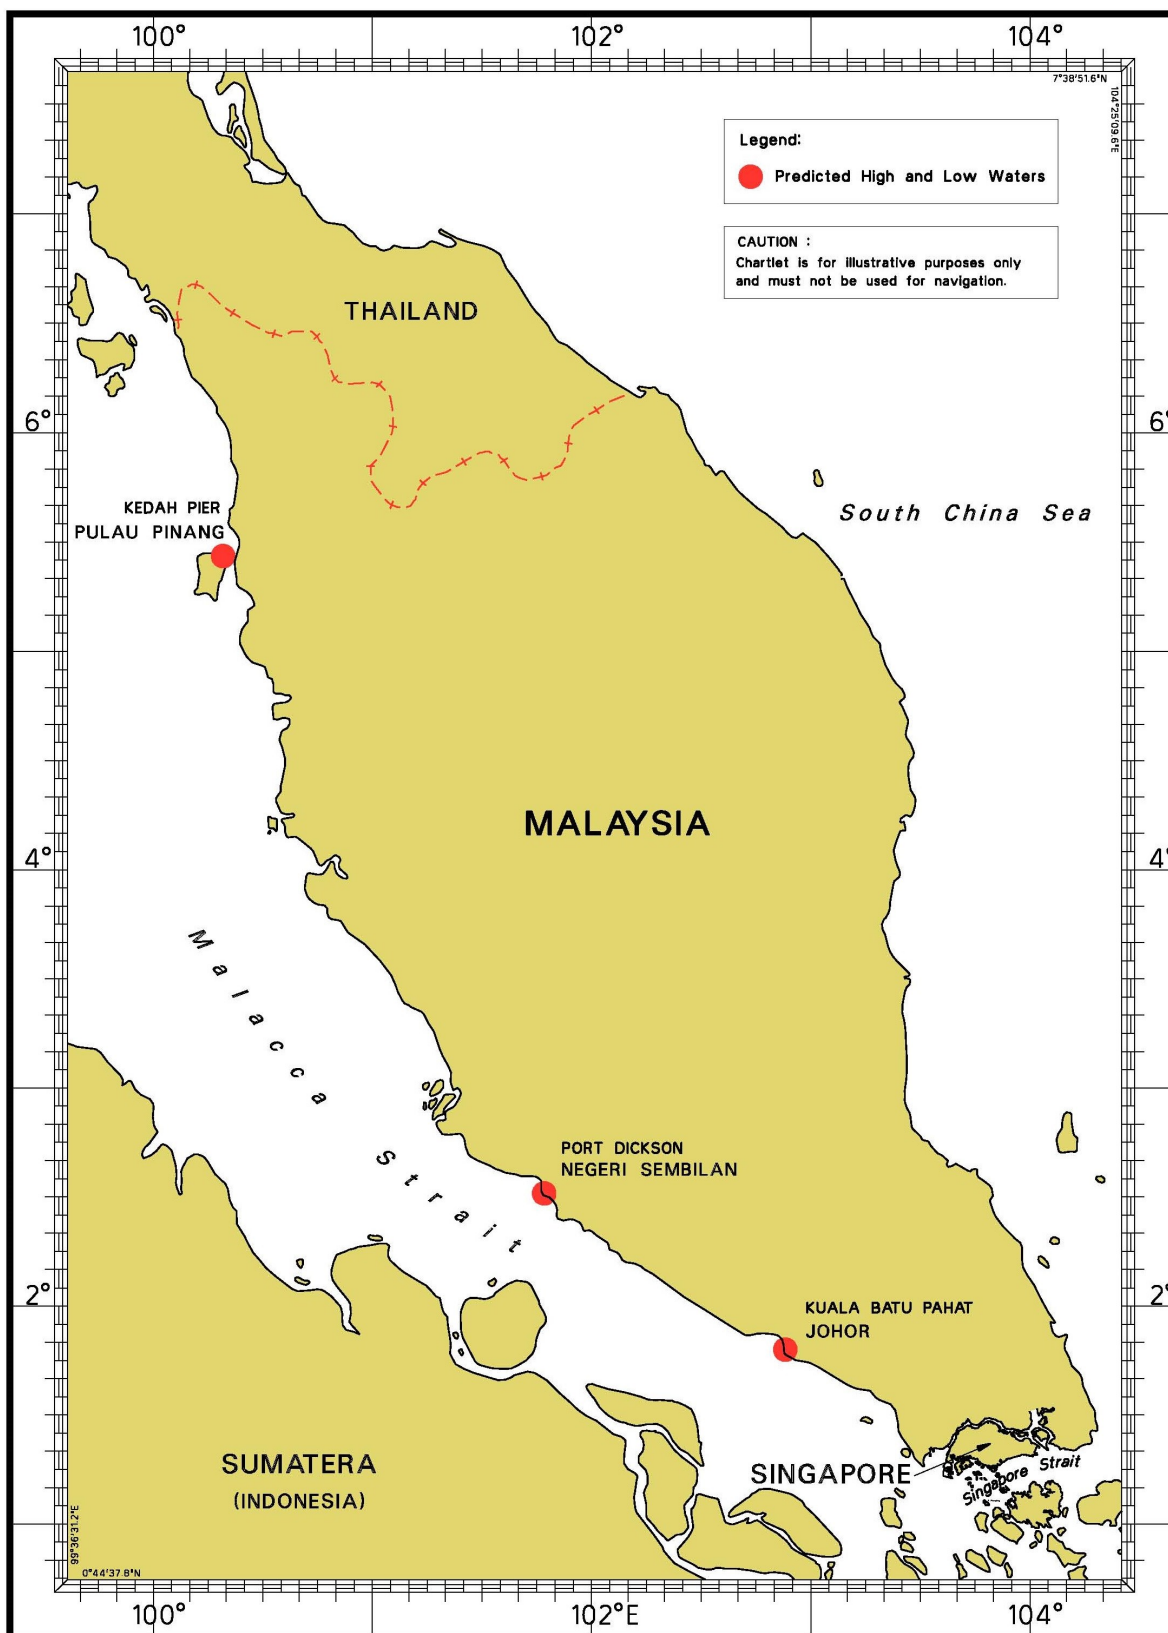 100°
102°
104°
7°38'51.6"N
104°25'09.6"E
Legend:
Predicted High and Low Waters
CAUTION :
Chartlet is for illustrative purposes only
and must not be used for navigation.
THAILAND
6°
6°
KEDAH PIER
PULAU PINANG
South China Sea
MALAYSIA
4°
4°
Malacca Strait
PORT DICKSON
NEGERI SEMBILAN
2°
2°
KUALA BATU PAHAT
JOHOR
SUMATERA
(INDONESIA)
SINGAPORE
Singapore Strait
99°36'31.2"E
0°44'37.8"N
100°
102°E
104°